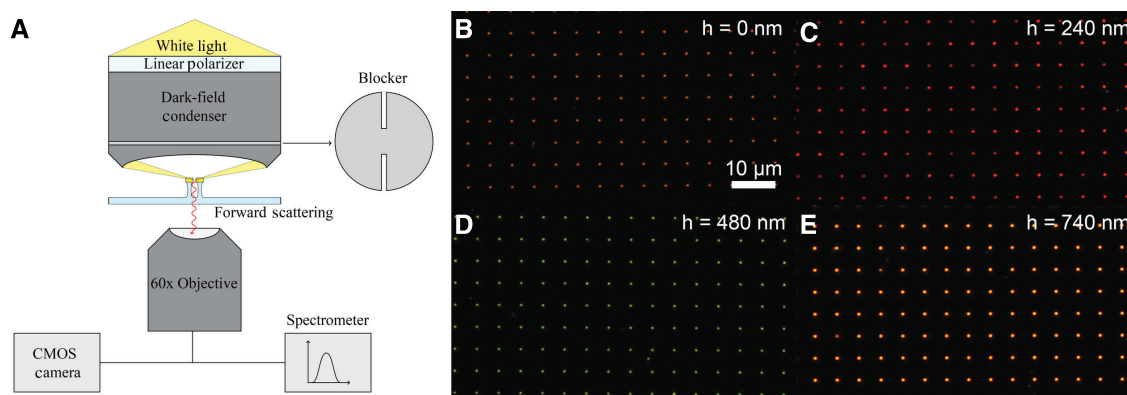 A
White light
Linear polarizer
Dark-field
condenser
Blocker
Forward scattering
60x Objective
Spectrometer
CMOS
camera
B
h = 0 nm
10 µm
C
h = 240 nm
D
h = 480 nm
E
h = 740 nm